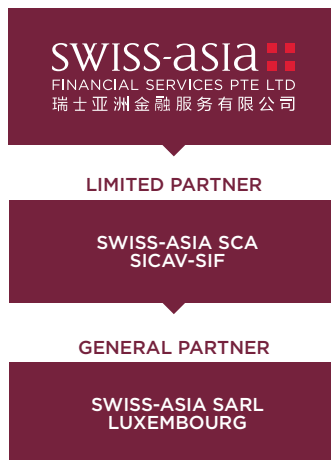 SWISS-aSIa
FINANCIAL SERVICES PTE LTD
瑞士亚洲金融服务有限公司
LIMITED PARTNER
SWISS-ASIA SCA
SICAV-SIF
GENERAL PARTNER
SWISS-ASIA SARL
LUXEMBOURG